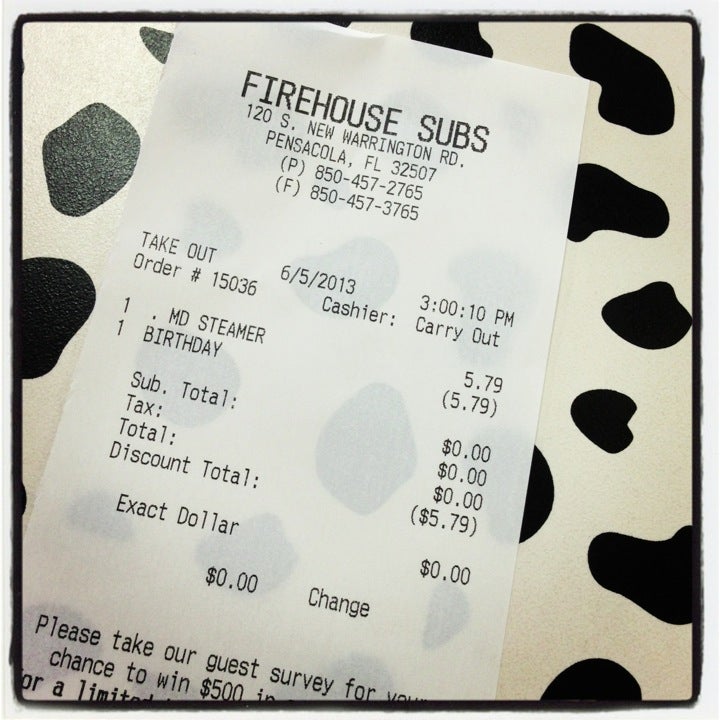 FIREHOUSE SUBS
120 S. NEW WARRINGTON RD.
PENSACOLA, FL 32507
(P) 850-457-2765
(F) 850-457-3765
TAKE OUT 6/5/2013 3:00:10 PM
Order # 15036 Cashier: Carry Out
1 . MD STEAMER 5.79
1 BIRTHDAY (5.79)
Sub. Total: $0.00
Tax: $0.00
Total: $0.00
Discount Total: ($5.79)
Exact Dollar $0.00
$0.00 Change
Please take our guest survey for your
chance to win $500 in
or a limited